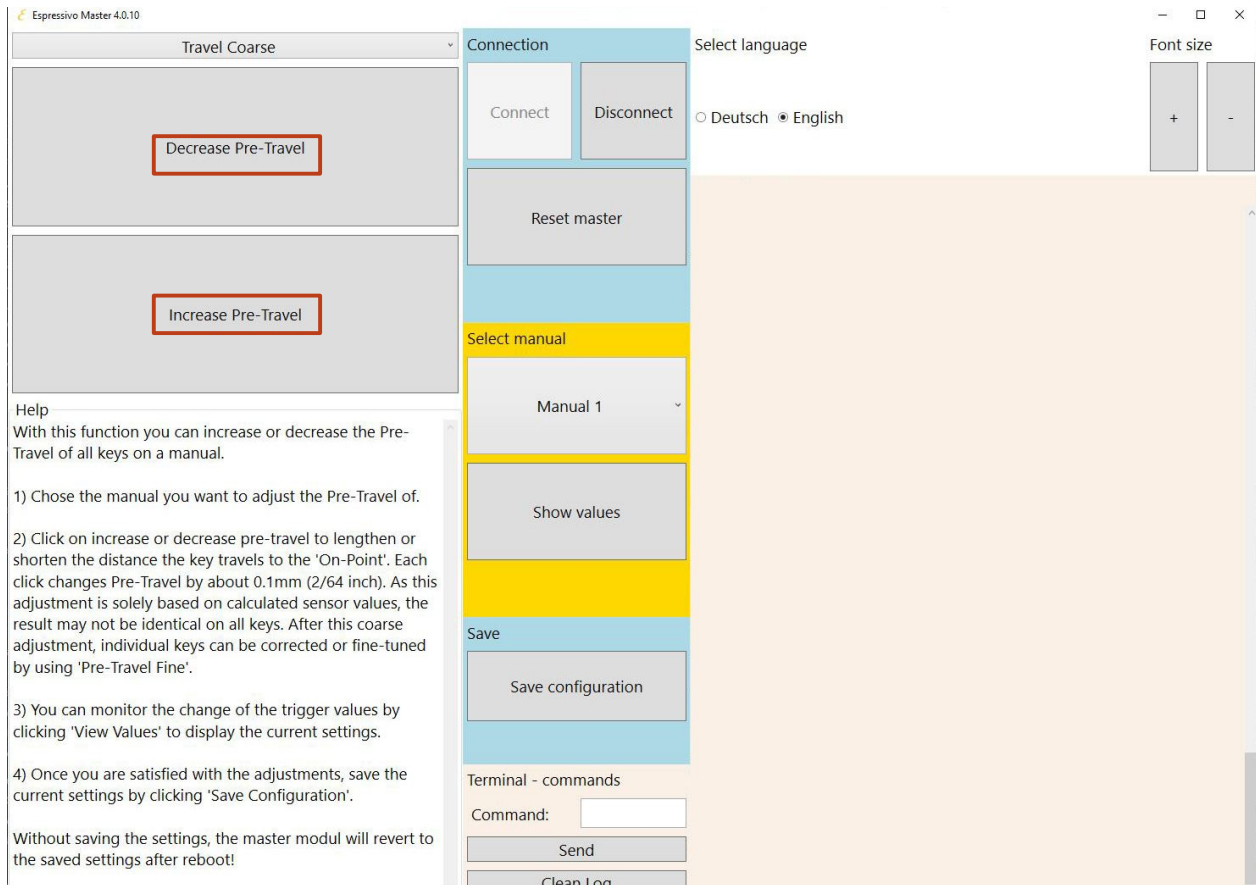 Espressivo Master 4.0.10
Travel Coarse
Decrease Pre-Travel
Increase Pre-Travel
Help
With this function you can increase or decrease the Pre-
Travel of all keys on a manual.
1) Chose the manual you want to adjust the Pre-Travel of.
2) Click on increase or decrease pre-travel to lengthen or
shorten the distance the key travels to the 'On-Point'. Each
click changes Pre-Travel by about 0.1mm (2/64 inch). As this
adjustment is solely based on calculated sensor values, the
result may not be identical on all keys. After this coarse
adjustment, individual keys can be corrected or fine-tuned
by using 'Pre-Travel Fine'.
3) You can monitor the change of the trigger values by
clicking 'View Values' to display the current settings.
4) Once you are satisfied with the adjustments, save the
current settings by clicking 'Save Configuration'.
Without saving the settings, the master modul will revert to
the saved settings after reboot!
Connection
Connect
Disconnect
Reset master
Select manual
Manual 1
Show values
Save
Save configuration
Terminal - commands
Command:
Send
Clean Log
Select language
Deutsch
English
Font size
+
-